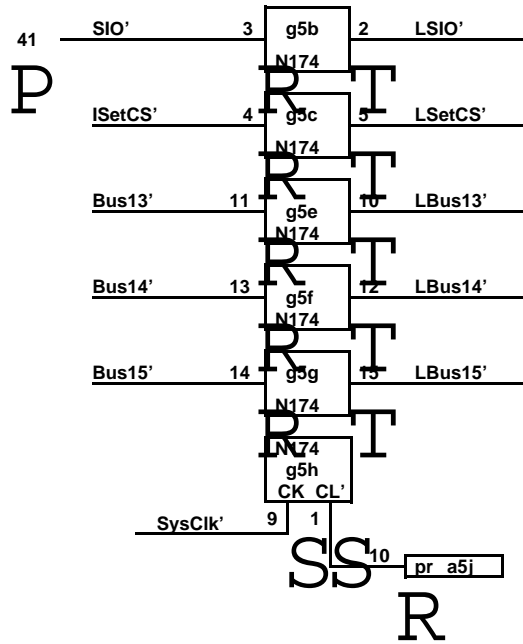 SIO' 3 g5b 2 LSIO'
41
N174
P R T
ISetCS' 4 g5c 5 LSetCS'
N174
R T
Bus13' 11 g5e 10 LBus13'
N174
R T
Bus14' 13 g5f 12 LBus14'
N174
R T
Bus15' 14 g5g 15 LBus15'
N174
R T
N174
g5h
CK CL'
SysClk' 9 1
SS 10 pr a5j
R